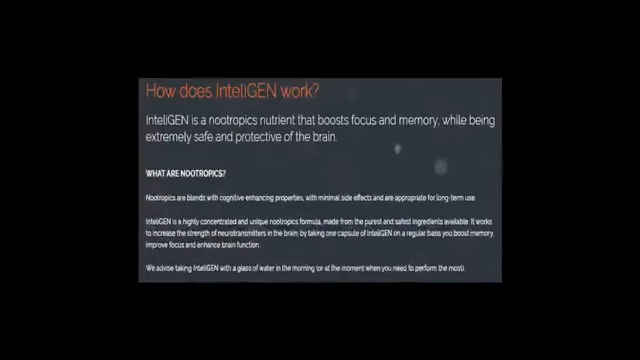 How does InteliGEN work?
InteliGEN is a nootropics nutrient that boosts focus and memory, while being
extremely safe and protective of the brain.
WHAT ARE NOOTROPICS?
Nootropics are blends with cognitive enhancing properties, with minimal side effects and are appropriate for long-term use.
InteliGEN is a highly concentrated and unique nootropics formula, made from the purest and safest ingredients available. It works
to increase the strength of neurotransmitters in the brain; by taking one capsule of InteliGEN on a regular basis you boost memory,
improve focus and enhance brain function.
We advise taking InteliGEN with a glass of water in the morning (or at the moment when you need to perform the most).